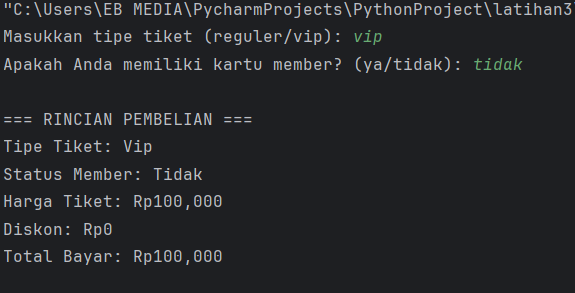 "C:\Users\EB MEDIA\PycharmProjects\PythonProject\latihan3
Masukkan tipe tiket (reguler/vip): vip
Apakah Anda memiliki kartu member? (ya/tidak): tidak
=== RINCIAN PEMBELIAN ===
Tipe Tiket: Vip
Status Member: Tidak
Harga Tiket: Rp100,000
Diskon: Rp0
Total Bayar: Rp100,000